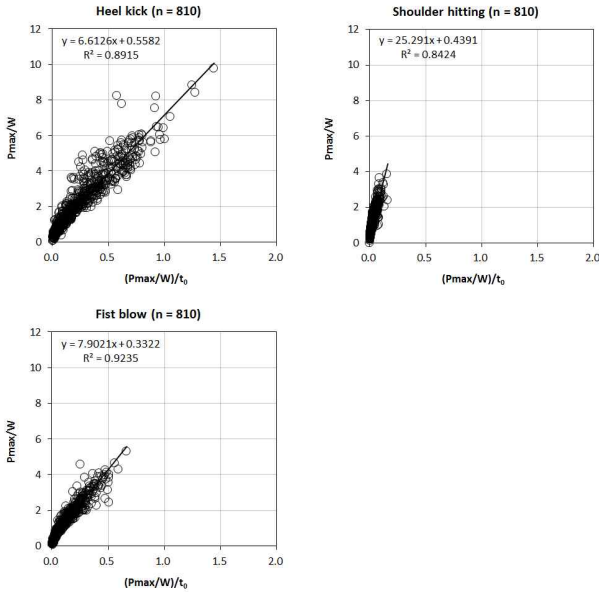 Heel kick (n = 810)
y = 6.6126x + 0.5582
R² = 0.8915
12
10
8
6
4
2
0
Pmax/W
0.0 0.5 1.0 1.5 2.0
(Pmax/W)/t₀
Shoulder hitting (n = 810)
y = 25.291x + 0.4391
R² = 0.8424
12
10
8
6
4
2
0
Pmax/W
0.0 0.5 1.0 1.5 2.0
(Pmax/W)/t₀
Fist blow (n = 810)
y = 7.9021x + 0.3322
R² = 0.9235
12
10
8
6
4
2
0
Pmax/W
0.0 0.5 1.0 1.5 2.0
(Pmax/W)/t₀